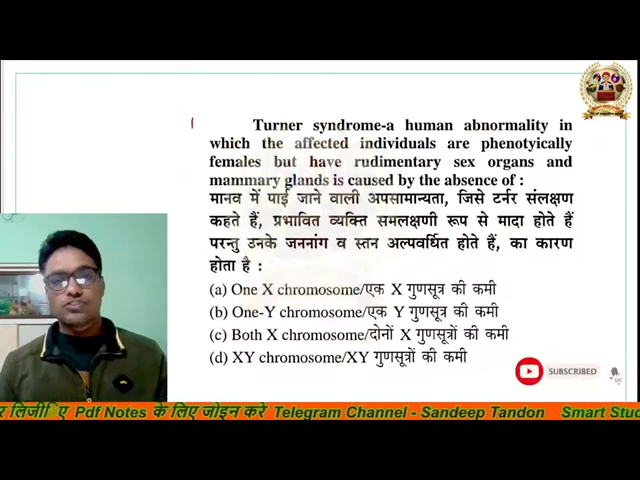 Turner syndrome-a human abnormality in
which the affected individuals are phenotyically
females but have rudimentary sex organs and
mammary glands is caused by the absence of :
मानव में पाई जाने वाली अपसामान्यता, जिसे टर्नर संलक्षण
कहते हैं, प्रभावित व्यक्ति समलक्षणी रूप से मादा होते हैं
परन्तु उनके जननांग व स्तन अल्पवर्धित होते हैं, का कारण
होता है :
(a) One X chromosome/एक X गुणसूत्र की कमी
(b) One-Y chromosome/एक Y गुणसूत्र की कमी
(c) Both X chromosome/दोनों X गुणसूत्रों की कमी
(d) XY chromosome/XY गुणसूत्रों की कमी
SUBSCRIBED
र लिजीिए Pdf Notes के लिए जोइन करे Telegram Channel - Sandeep Tandon Smart Stud